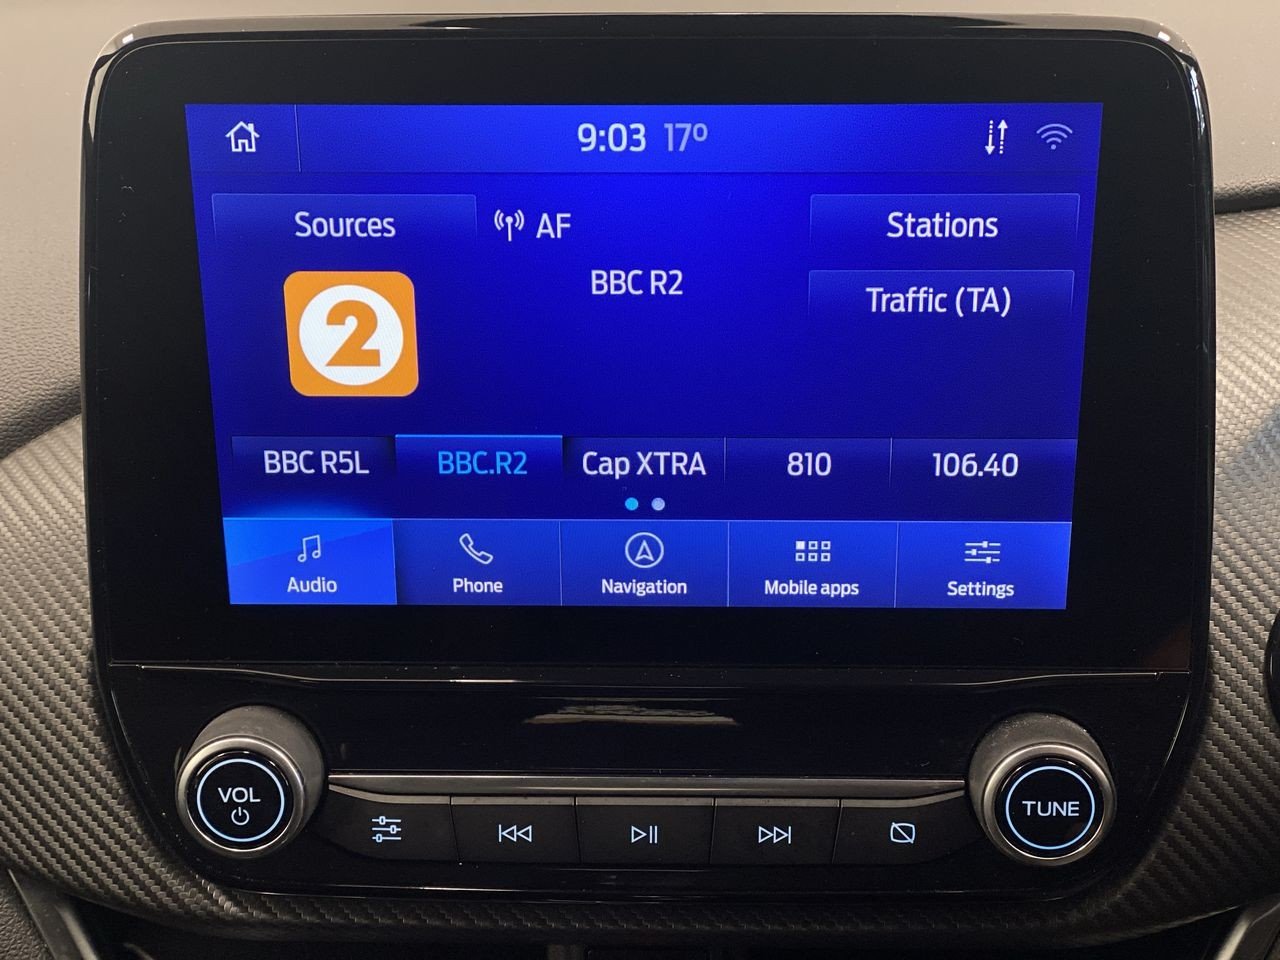 9:03 17°
Sources
AF
Stations
BBC R2
Traffic (TA)
2
BBC R5L
BBC.R2
Cap XTRA
810
106.40
Audio
Phone
Navigation
Mobile apps
Settings
VOL
TUNE